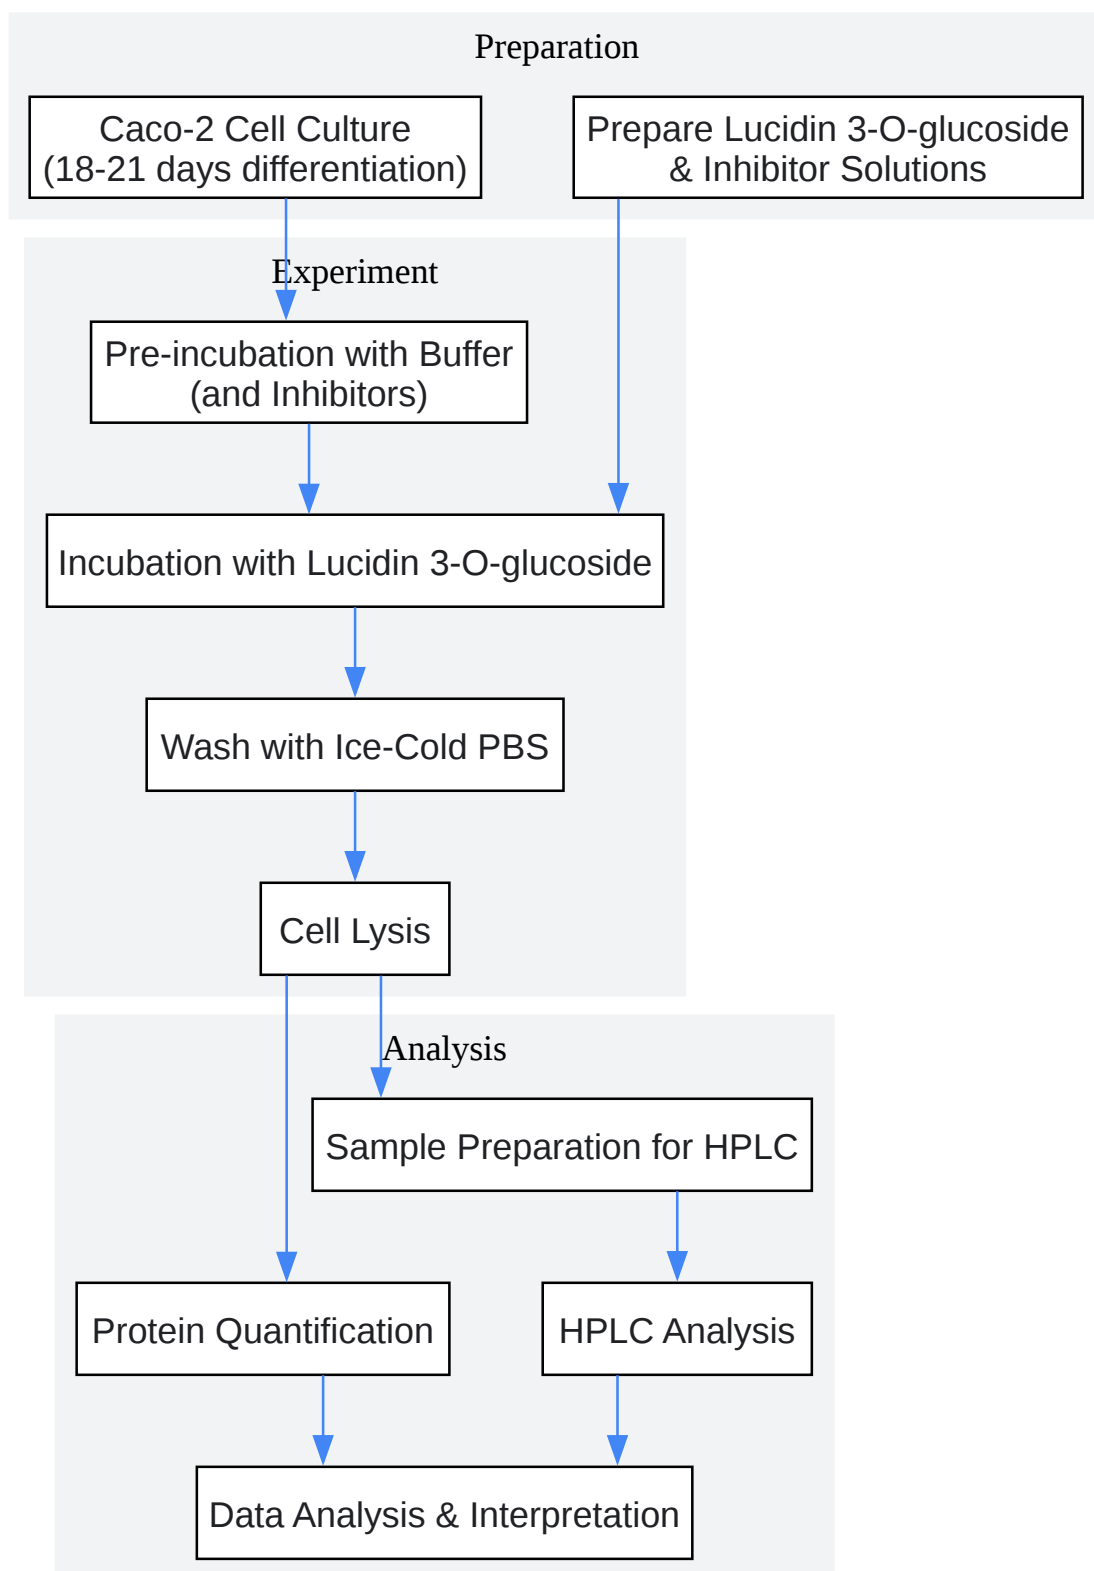 Preparation
Caco-2 Cell Culture
(18-21 days differentiation)
Prepare Lucidin 3-O-glucoside
& Inhibitor Solutions
Experiment
Pre-incubation with Buffer
(and Inhibitors)
Incubation with Lucidin 3-O-glucoside
Wash with Ice-Cold PBS
Cell Lysis
Analysis
Sample Preparation for HPLC
Protein Quantification
HPLC Analysis
Data Analysis & Interpretation